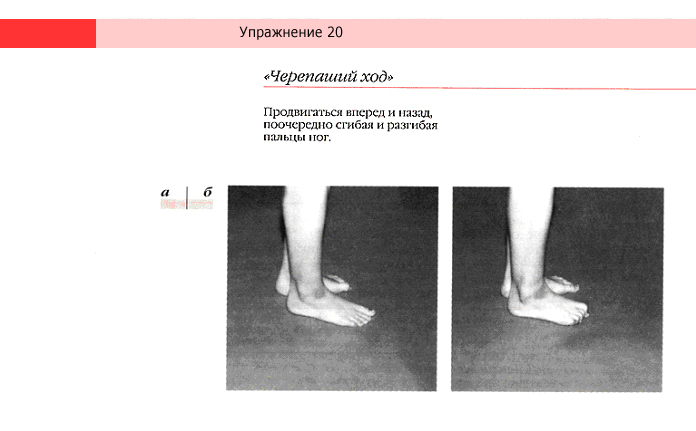 Упражнение 20
«Черепаший ход»
Продвигаться вперед и назад,
поочередно сгибая и разгибая
пальцы ног.
а б